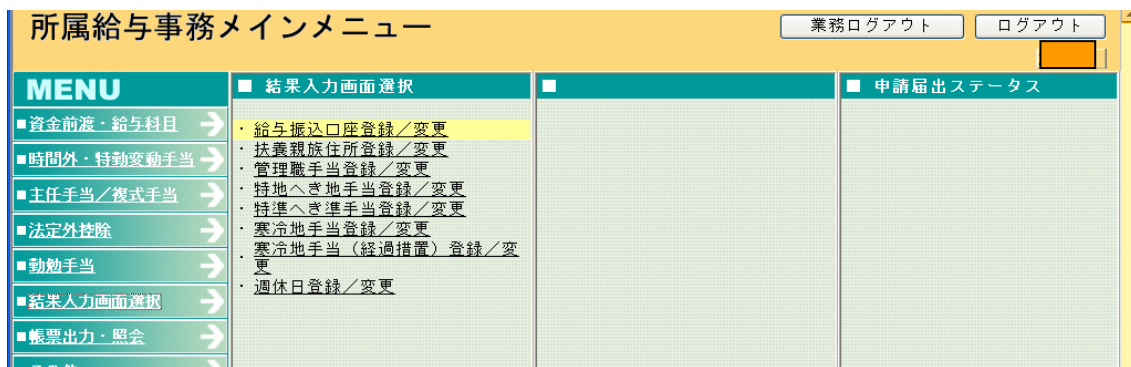 所属給与事務メインメニュー
業務ログアウト
ログアウト
MENU
■資金前渡・給与科目
■時間外・特勤変動手当
■主任手当／複式手当
■法定外控除
■勤勉手当
■結果入力画面選択
■帳票出力・照会
■ 結果入力画面選択
・給与振込口座登録／変更
・扶養親族住所登録／変更
・管理職手当登録／変更
・特地へき地手当登録／変更
・特準へき準手当登録／変更
・寒冷地手当登録／変更
・寒冷地手当（経過措置）登録／変
更
・週休日登録／変更
■
■ 申請届出ステータス